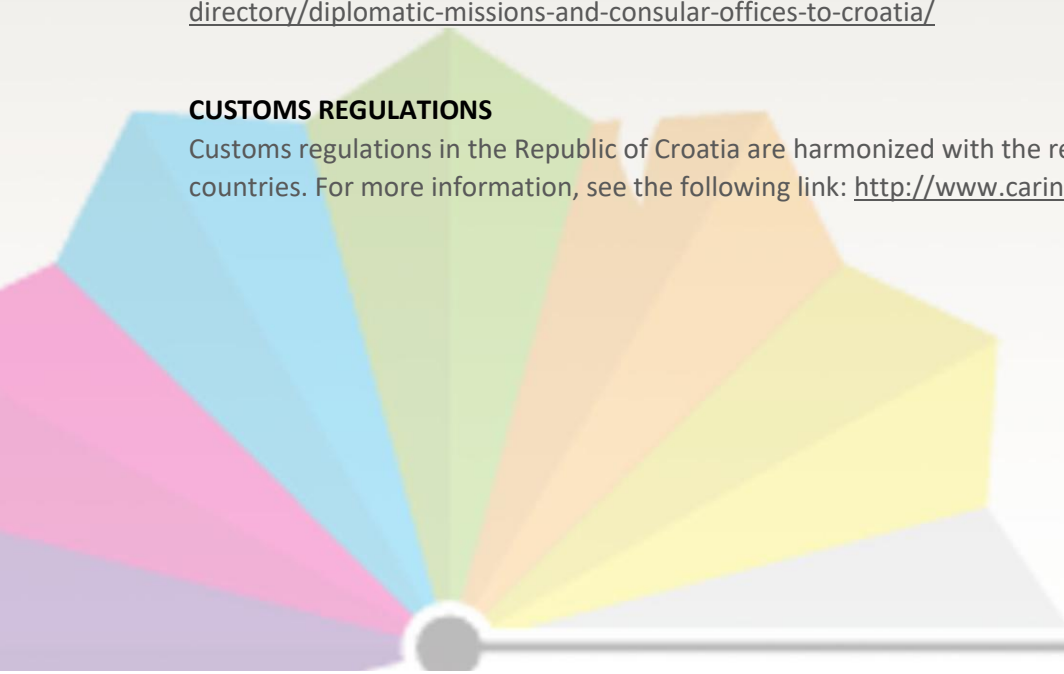 directory/diplomatic-missions-and-consular-offices-to-croatia/
CUSTOMS REGULATIONS
Customs regulations in the Republic of Croatia are harmonized with the
countries. For more information, see the following link: http://www.carin